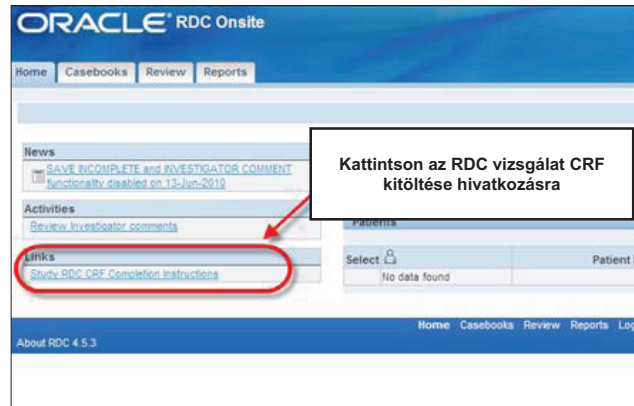 ORACLE RDC Onsite
Home Casebooks Review Reports
News
SAVE INCOMPLETE and INVESTIGATOR COMMENT
functionality disabled on 13-Jun-2010
Kattintson az RDC vizsgálat CRF
kitöltése hivatkozásra
Activities
Review Investigator comments
Patients
Links
Study RDC CRF Completion Instructions
Select Patient
No data found
Home Casebooks Review Reports Log
About RDC 4.5.3